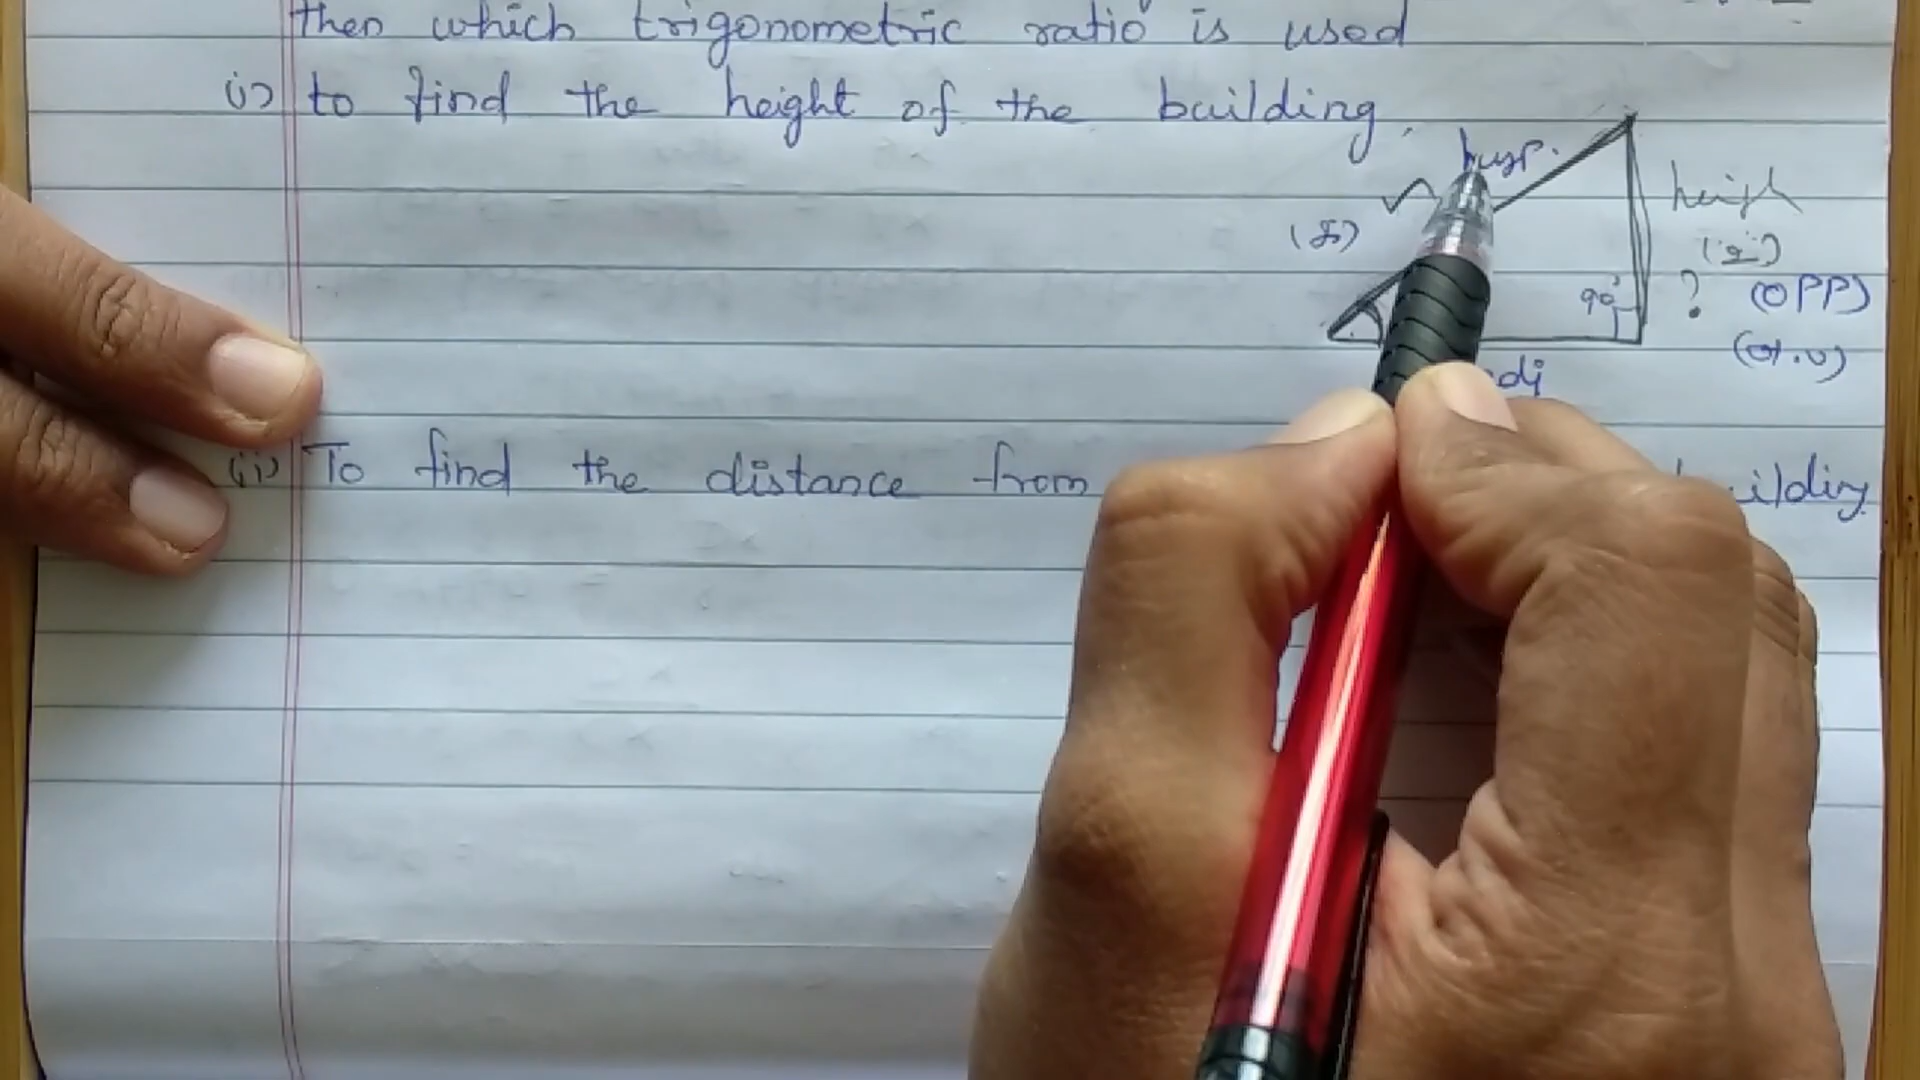 then which trigonometric ratio is used
(i) to find the height of the building.
hyp.
90°
?
(OPP)
(எ.வ)
(ii) To find the distance from